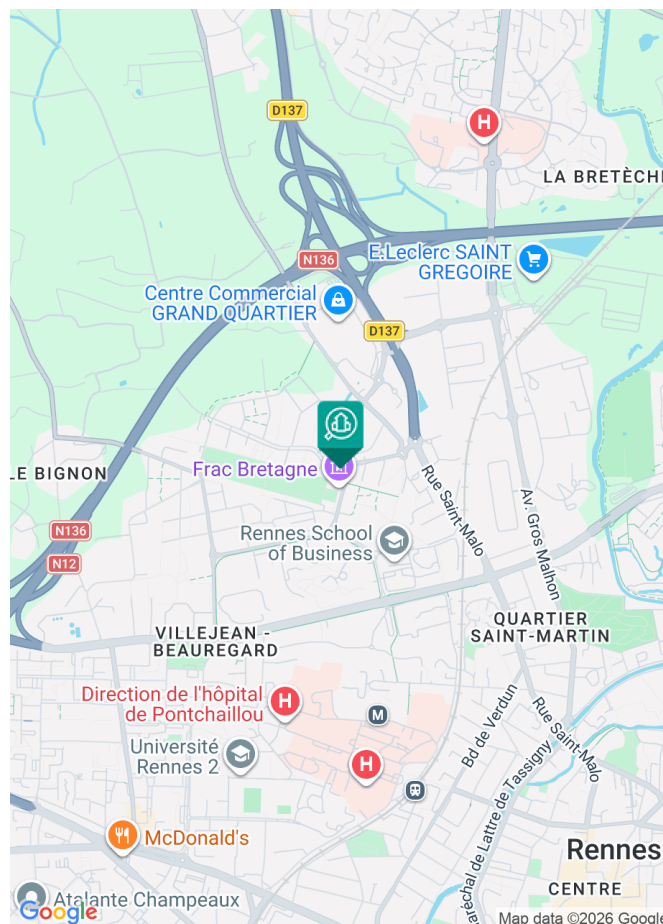 D137
H
LA BRETÈCH
N136
E.Leclerc SAINT
GREGOIRE
Centre Commercial
GRAND QUARTIER
D137
Frac Bretagne
LE BIGNON
Rue Saint-Malo
Av. Gros Malhon
N136
Rennes School
of Business
N12
VILLEJEAN -
BEAUREGARD
QUARTIER
SAINT-MARTIN
Direction de l'hôpital
de Pontchaillou
H
M
Bd de Verdun
Rue Saint-Malo
Université
Rennes 2
H
aréchal de Lattre de Tassigny
McDonald's
Rennes
CENTRE
Atalante Champeaux
Google
Map data ©2026 Google